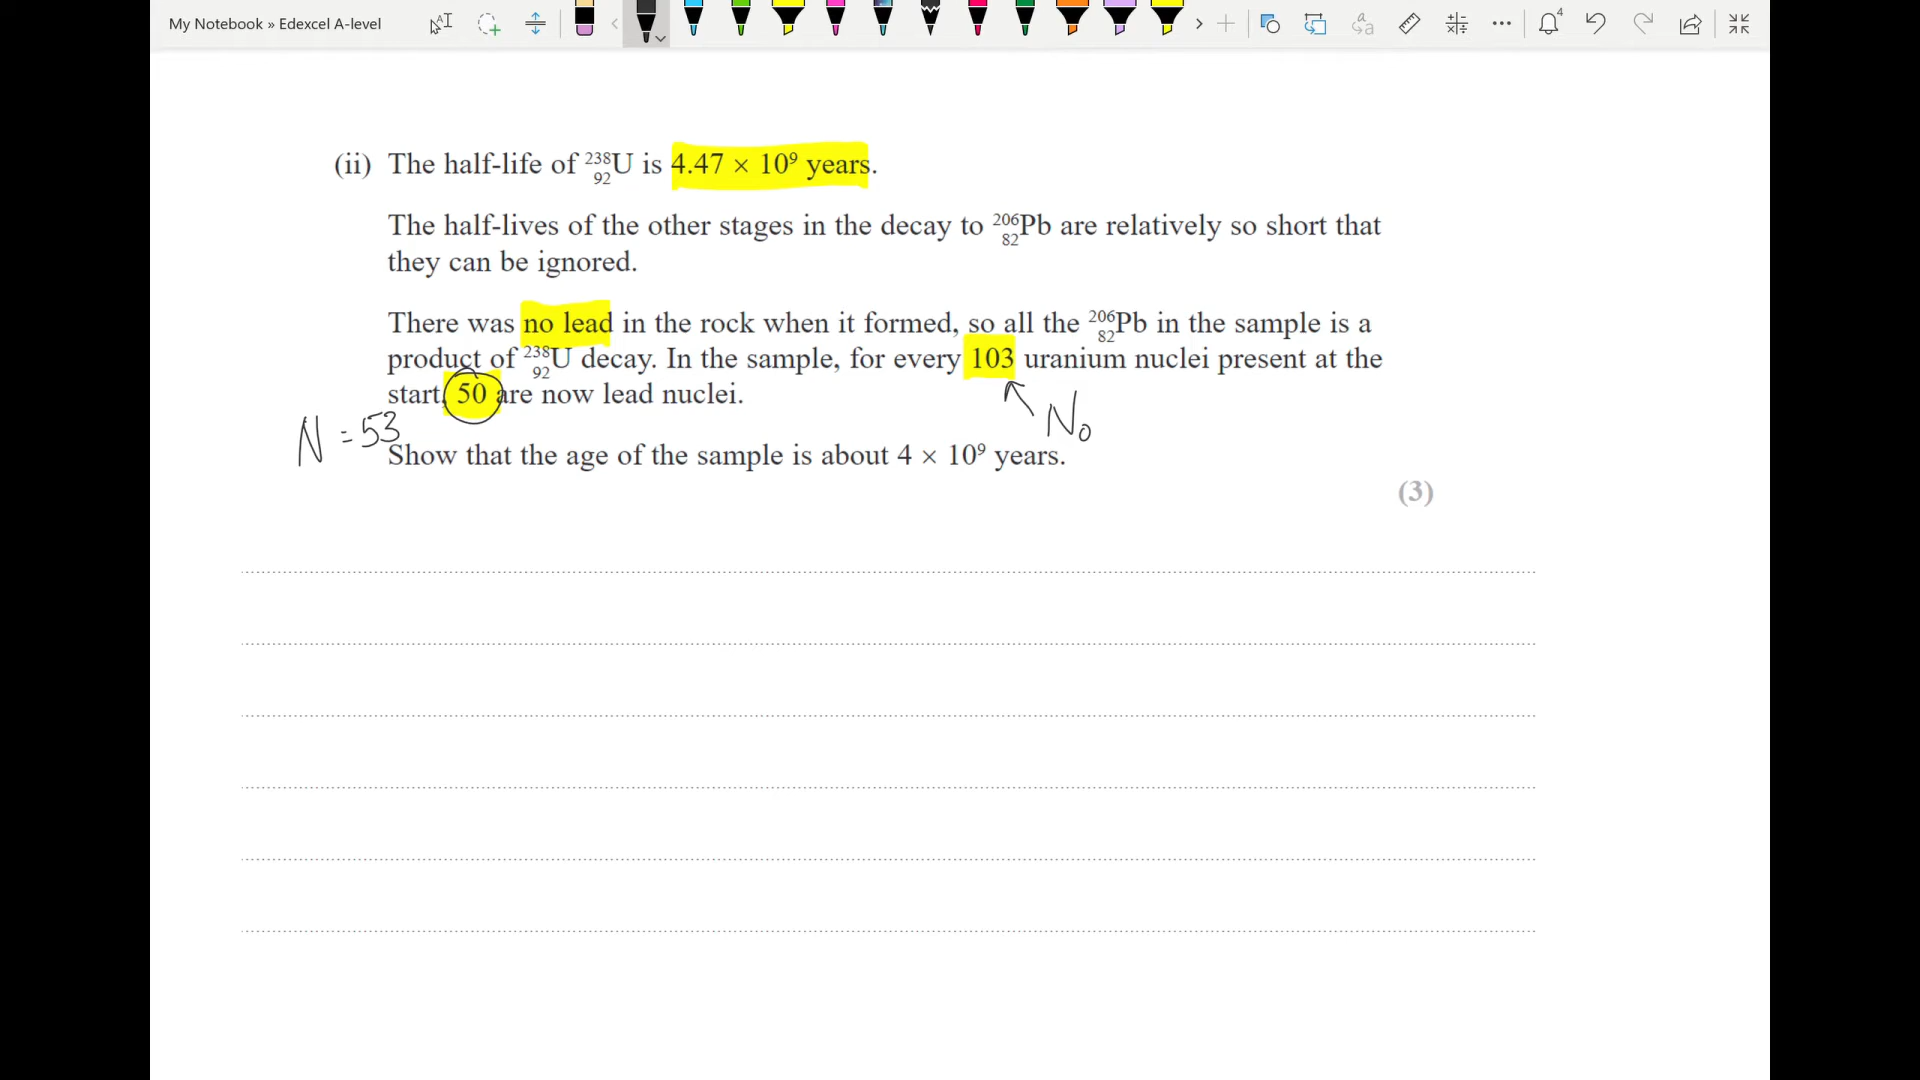 My Notebook » Edexcel A-level
4
(ii) The half-life of ²³⁸₉₂U is 4.47 × 10⁹ years.
The half-lives of the other stages in the decay to ²⁰⁶₈₂Pb are relatively so short that
they can be ignored.
There was no lead in the rock when it formed, so all the ²⁰⁶₈₂Pb in the sample is a
product of ²³⁸₉₂U decay. In the sample, for every 103 uranium nuclei present at the
start, 50 are now lead nuclei.
N₀
N = 53
Show that the age of the sample is about 4 × 10⁹ years.
(3)